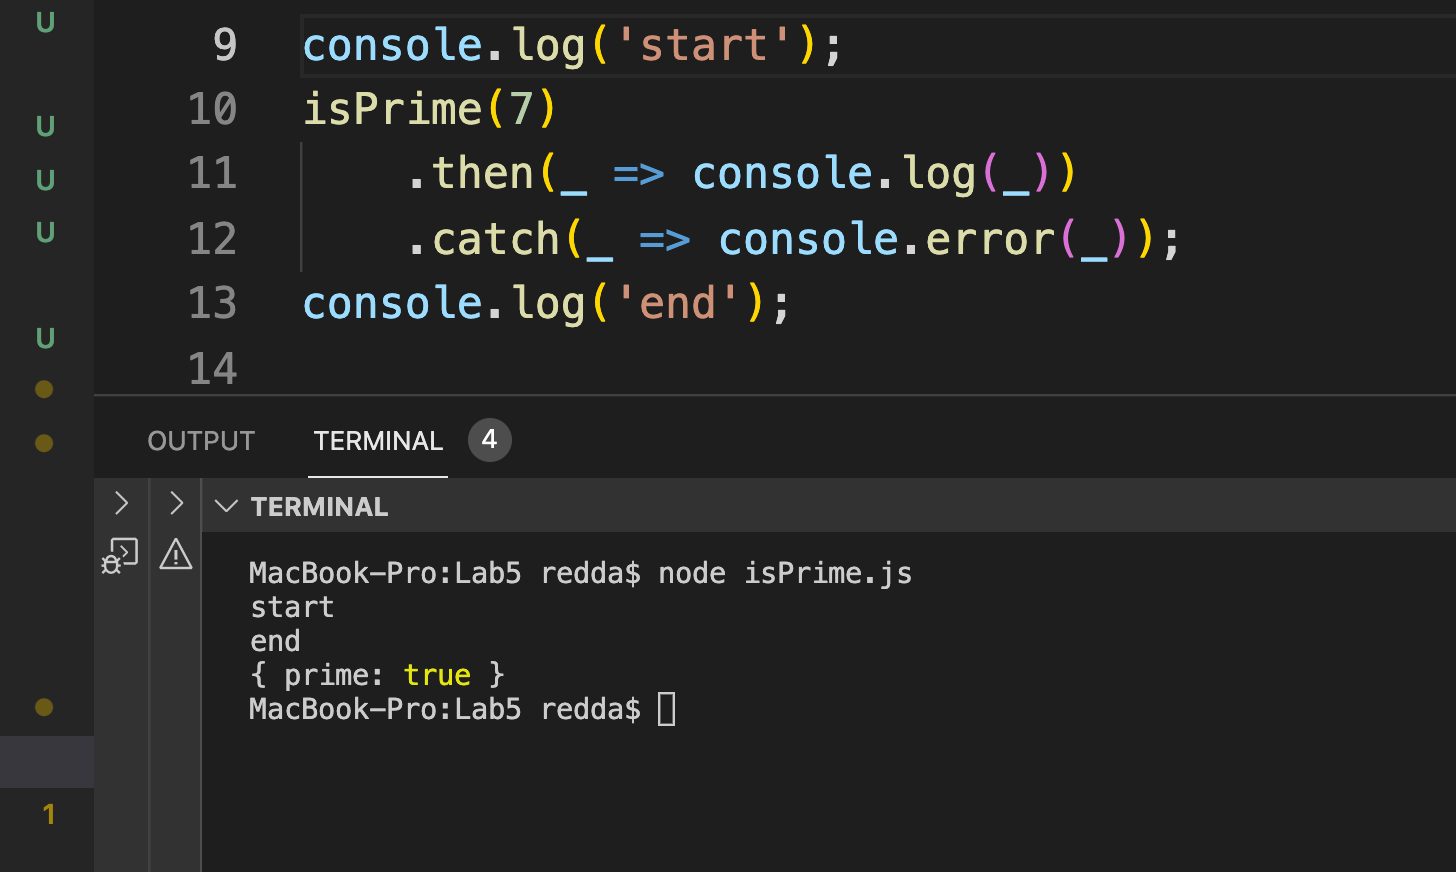 U
9 console.log('start');
10 isPrime(7)
U
11 .then(_ => console.log(_))
U
12 .catch(_ => console.error(_));
U
13 console.log('end');
U
14
OUTPUT TERMINAL 4
TERMINAL
MacBook-Pro:Lab5 redda$ node isPrime.js
start
end
{ prime: true }
MacBook-Pro:Lab5 redda$
1